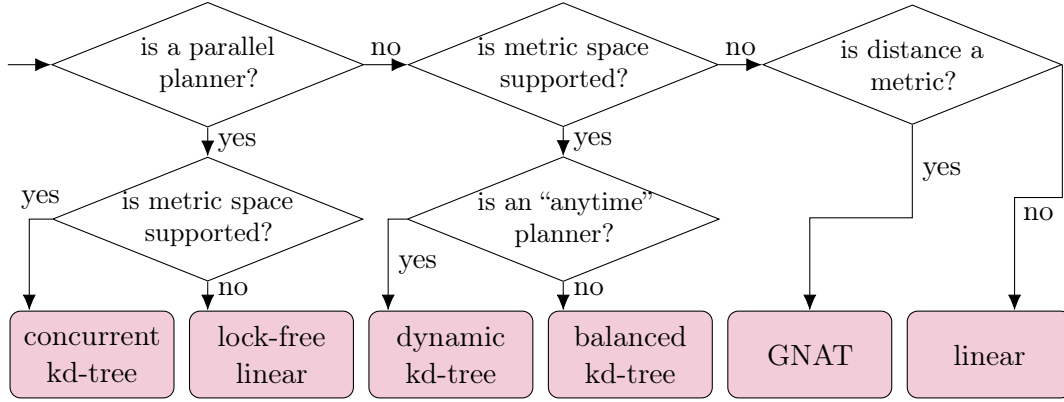 is a parallel
planner?
no
is metric space
supported?
no
is distance a
metric?
yes
yes
yes
yes
is metric space
supported?
is an “anytime”
planner?
no
yes
no
no
concurrent
kd-tree
lock-free
linear
dynamic
kd-tree
balanced
kd-tree
GNAT
linear